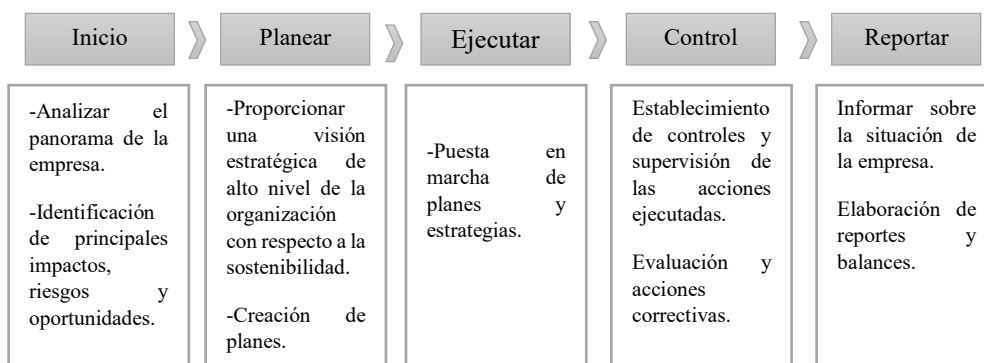 Inicio
Planear
Ejecutar
Control
Reportar
-Analizar el
panorama de la
empresa.
-Identificación
de principales
impactos,
riesgos y
oportunidades.
-Proporcionar
una visión
estratégica de
alto nivel de la
organización
con respecto a la
sostenibilidad.
-Creación de
planes.
-Puesta en
marcha de
planes y
estrategias.
Establecimiento
de controles y
supervisión de
las acciones
ejecutadas.
Evaluación y
acciones
correctivas.
Informar sobre
la situación de
la empresa.
Elaboración de
reportes y
balances.